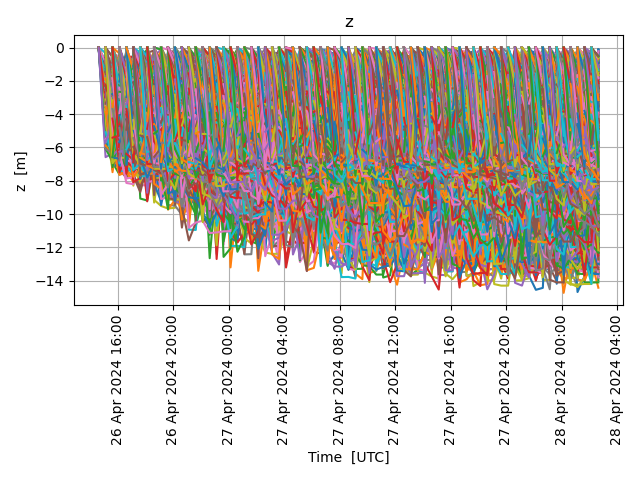 z
0
−2
−4
−6
−8
−10
−12
−14
z [m]
26 Apr 2024 16:00
26 Apr 2024 20:00
27 Apr 2024 00:00
27 Apr 2024 04:00
27 Apr 2024 08:00
27 Apr 2024 12:00
27 Apr 2024 16:00
27 Apr 2024 20:00
28 Apr 2024 00:00
28 Apr 2024 04:00
Time [UTC]